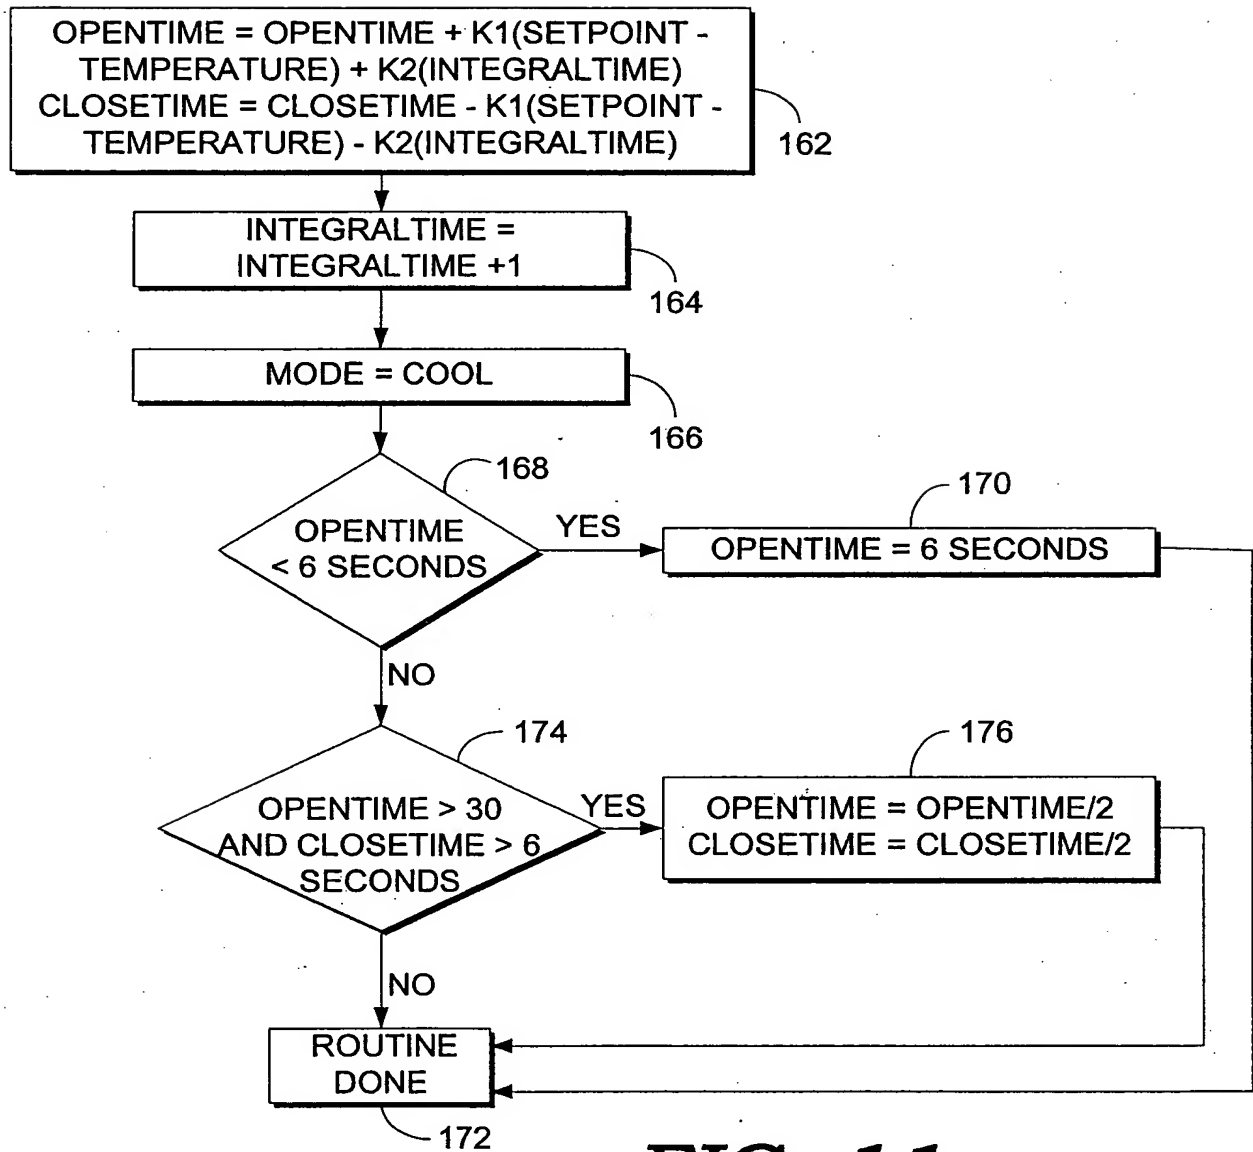 OPENTIME = OPENTIME + K1(SETPOINT -
TEMPERATURE) + K2(INTEGRALTIME)
CLOSETIME = CLOSETIME - K1(SETPOINT -
TEMPERATURE) - K2(INTEGRALTIME)
162
INTEGRALTIME =
INTEGRALTIME +1
164
MODE = COOL
166
168
OPENTIME
< 6 SECONDS
YES
170
OPENTIME = 6 SECONDS
NO
174
OPENTIME > 30
AND CLOSETIME > 6
SECONDS
YES
176
OPENTIME = OPENTIME/2
CLOSETIME = CLOSETIME/2
NO
ROUTINE
DONE
172
FIG. 11